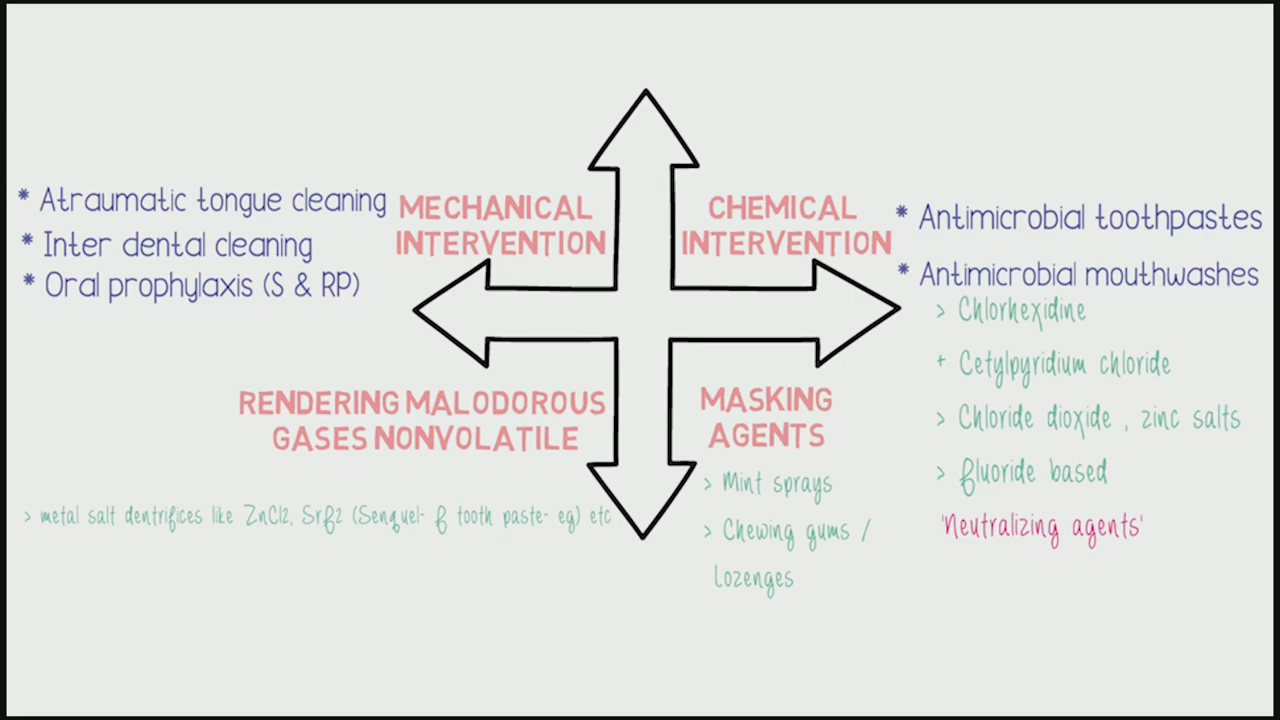 * Atraumatic tongue cleaning
* Inter dental cleaning
* Oral prophylaxis (S & RP)
MECHANICAL
INTERVENTION
CHEMICAL
INTERVENTION
* Antimicrobial toothpastes
* Antimicrobial mouthwashes
> Chlorhexidine
+ Cetylpyridium chloride
> Chloride dioxide , zinc salts
> fluoride based
'Neutralizing agents'
RENDERING MALODOROUS
GASES NONVOLATILE
> metal salt dentrifices like ZnCl2, Srf2 (Senquel- f tooth paste- eg) etc
MASKING
AGENTS
> Mint sprays
> Chewing gums /
Lozenges